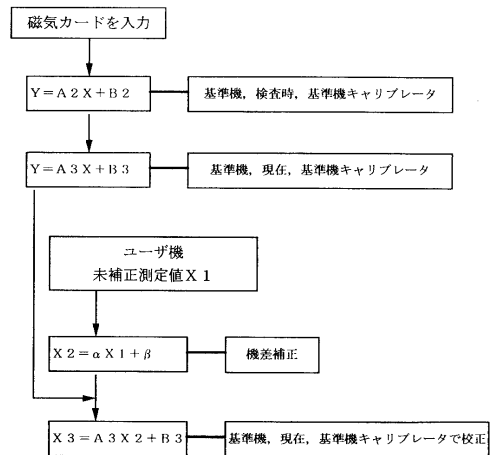 磁気カードを入力
Y=A2X+B2
基準機,検査時,基準機キャリブレータ
Y=A3X+B3
基準機,現在,基準機キャリブレータ
ユーザ機
未補正測定値X1
X2=αX1+β
機差補正
X3=A3X2+B3
基準機,現在,基準機キャリブレータで校正